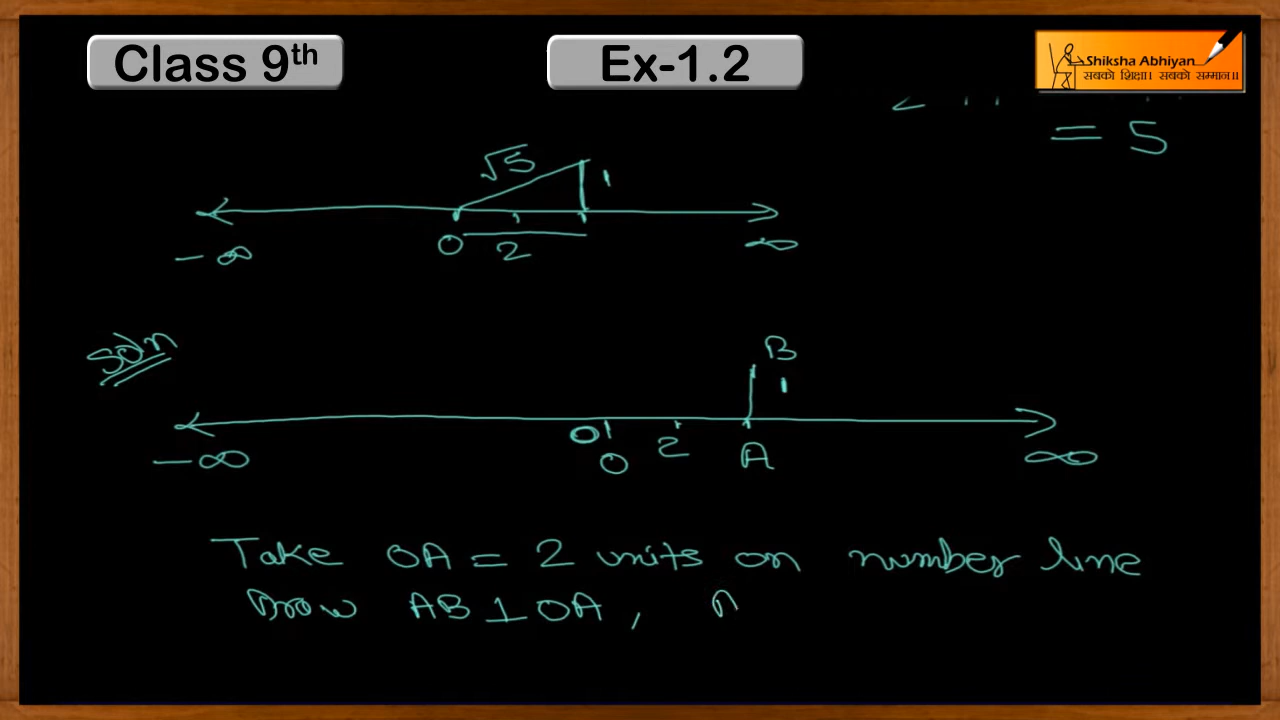 Class 9th
Ex-1.2
Shiksha Abhiyan
सबको शिक्षा। सबको सम्मान।।
= 5
√5
1
-∞
0
2
∞
Soln
B
1
O
-∞
0
2
A
∞
Take OA = 2 units on number line
Draw AB ⊥ OA, A